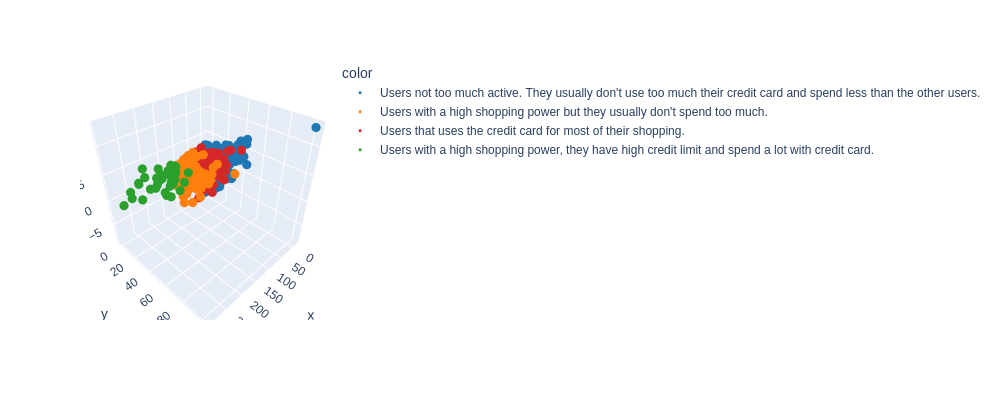 color
Users not too much active. They usually don't use too much their credit card and spend less than the other users.
Users with a high shopping power but they usually don't spend too much.
Users that uses the credit card for most of their shopping.
Users with a high shopping power, they have high credit limit and spend a lot with credit card.
0
−5
0
20
40
60
y
0
50
100
150
200
x